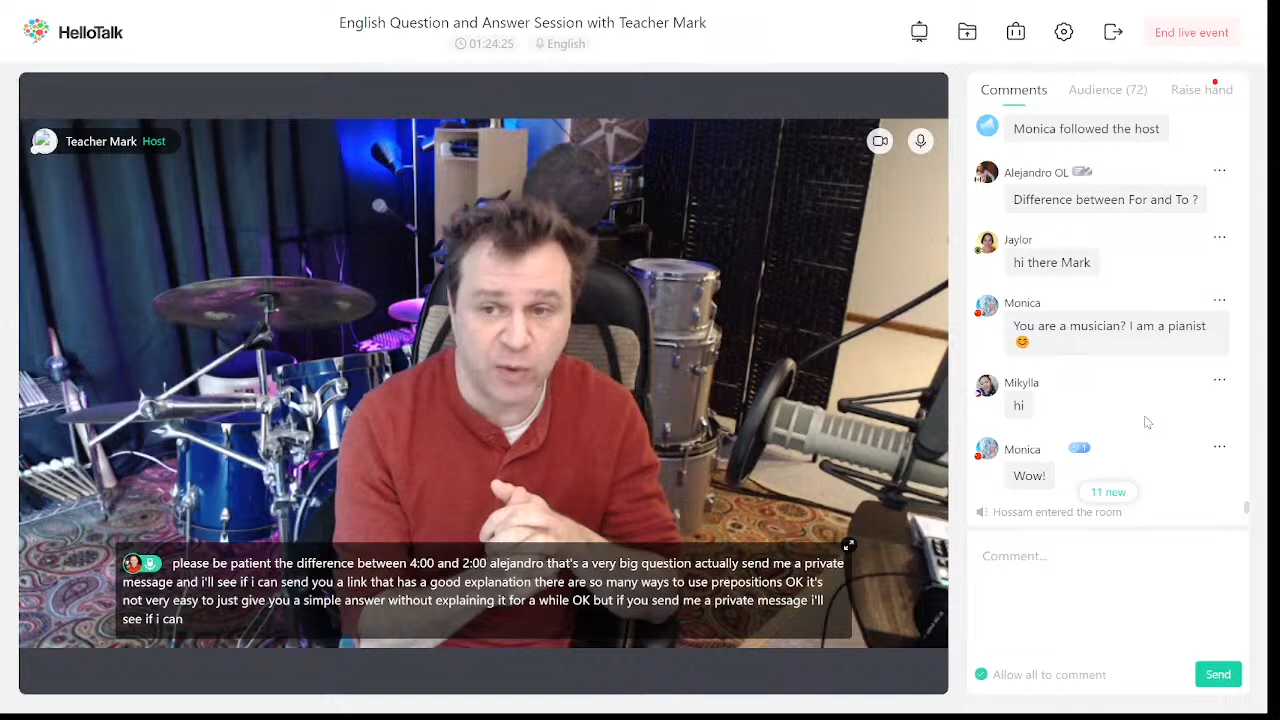 HelloTalk
English Question and Answer Session with Teacher Mark
01:24:25 English
End live event
Teacher Mark Host
please be patient the difference between 4:00 and 2:00 alejandro that's a very big question actually send me a private
message and i'll see if i can send you a link that has a good explanation there are so many ways to use prepositions OK it's
not very easy to just give you a simple answer without explaining it for a while OK but if you send me a private message i'll
see if i can
Comments Audience (72) Raise hand
Monica followed the host
Alejandro OL
Difference between For and To ?
Jaylor
hi there Mark
Monica
You are a musician? I am a pianist
Mikylla
hi
Monica
Wow!
11 new
Hossam entered the room
Comment...
Allow all to comment
Send